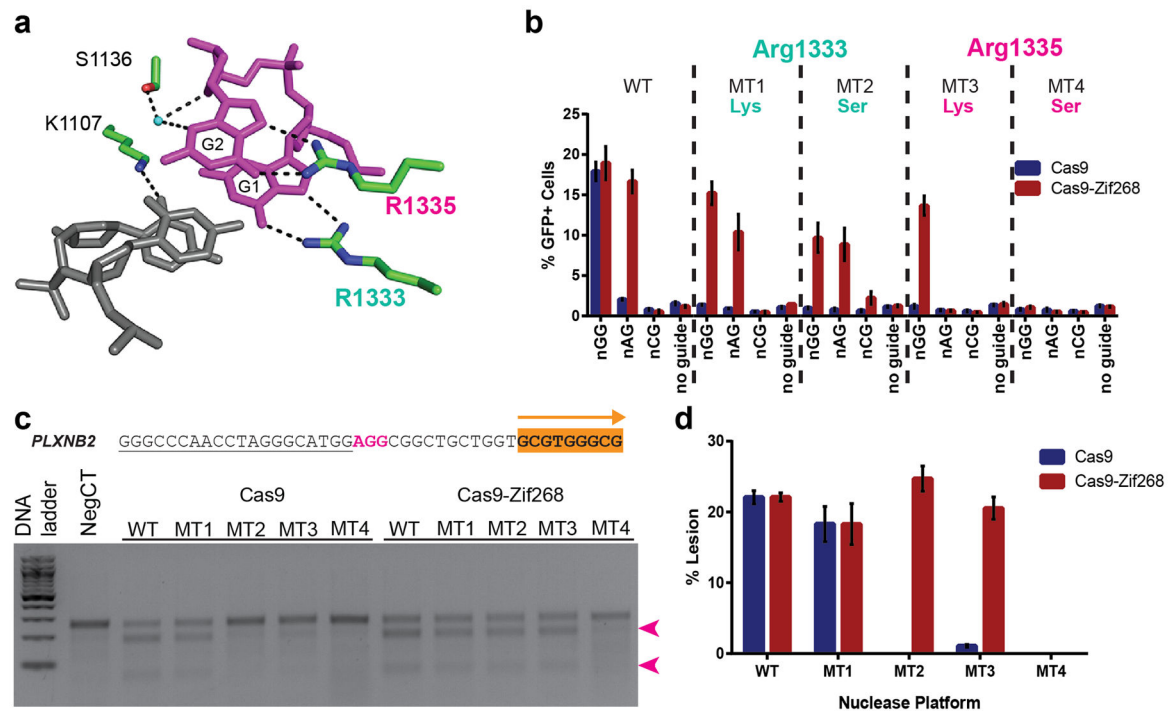 a
S1136
K1107
G2
G1
R1335
R1333
b
Arg1333
Arg1335
WT
MT1
MT2
MT3
MT4
Lys
Ser
Lys
Ser
% GFP+ Cells
25
20
15
10
5
0
Cas9
Cas9-Zif268
nGG
nAG
nCG
no guide
nGG
nAG
nCG
no guide
nGG
nAG
nCG
no guide
nGG
nAG
nCG
no guide
nGG
nAG
nCG
no guide
c
PLXNB2 GGGCCCAACCTAGGGCATGGAGGCGGCTGCTGGTGCGTGGGCG
DNA ladder
NegCT
Cas9
Cas9-Zif268
WT MT1 MT2 MT3 MT4 WT MT1 MT2 MT3 MT4
d
% Lesion
30
20
10
0
Cas9
Cas9-Zif268
WT MT1 MT2 MT3 MT4
Nuclease Platform